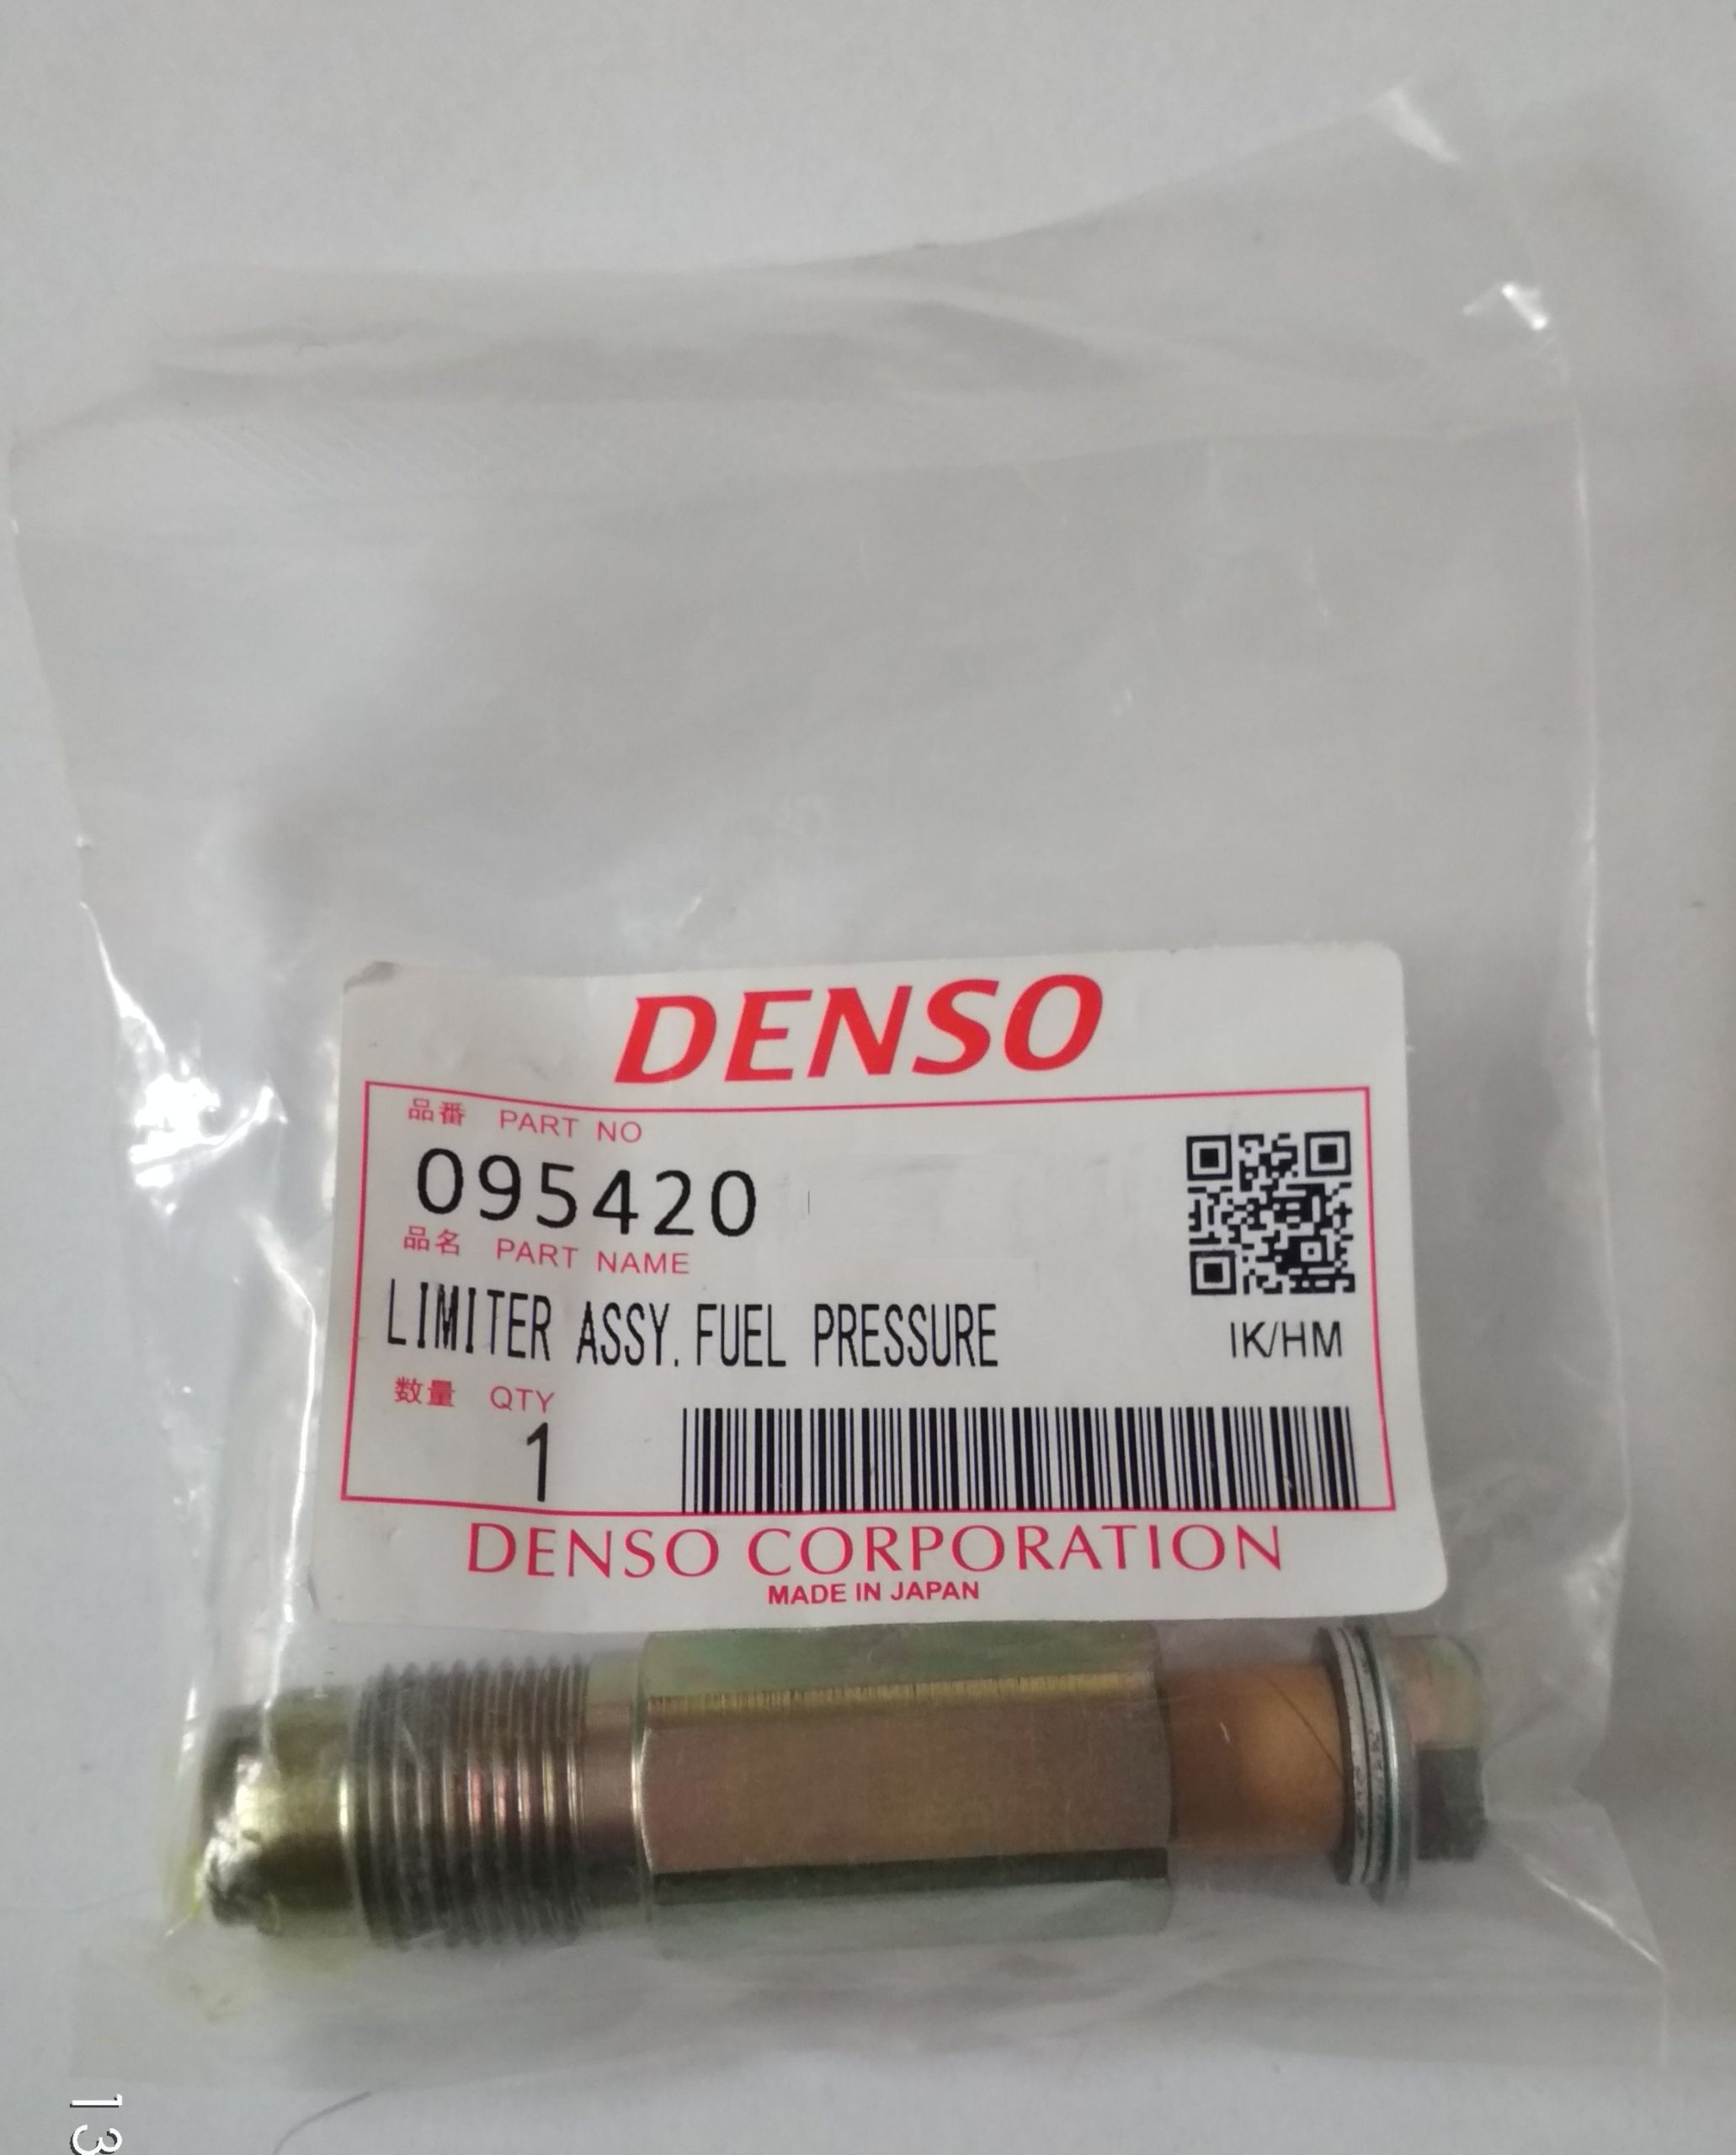 DENSO
品番 PART NO
095420
品名 PART NAME
LIMITER ASSY. FUEL PRESSURE
IK/HM
数量 QTY
1
DENSO CORPORATION
MADE IN JAPAN
13